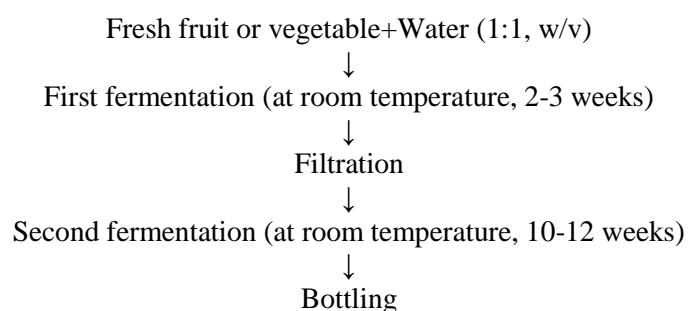 Fresh fruit or vegetable+Water (1:1, w/v)
↓
First fermentation (at room temperature, 2-3 weeks)
↓
Filtration
↓
Second fermentation (at room temperature, 10-12 weeks)
↓
Bottling